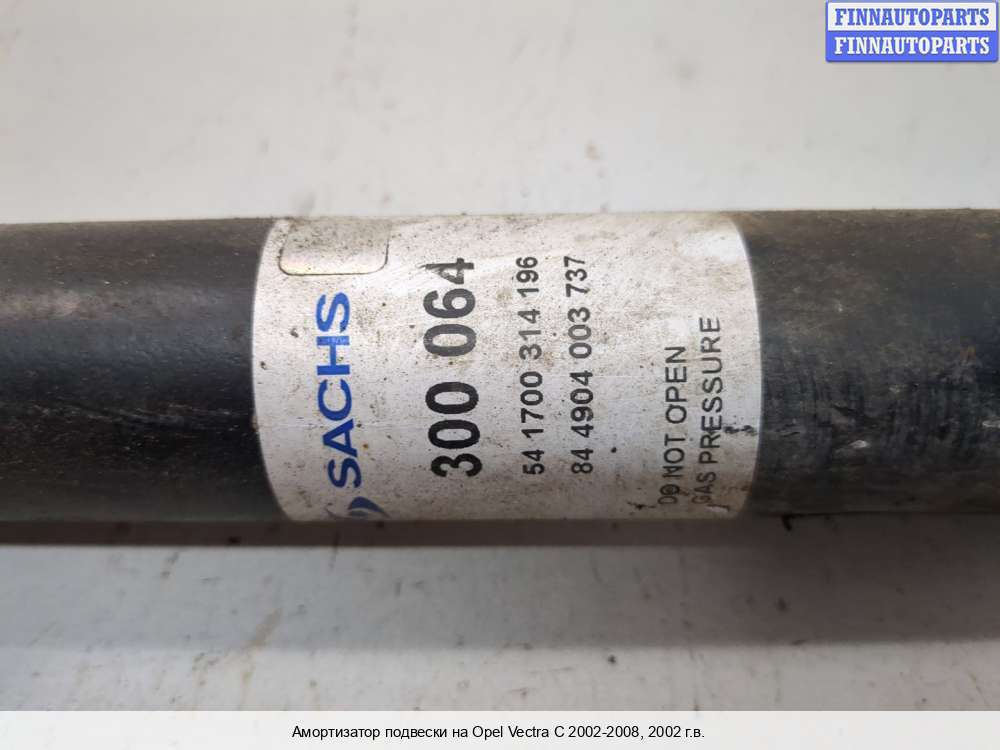 FINNAUTOPARTS
FINNAUTOPARTS
SACHS
300 064
54 1700 314 196
84 4904 003 737
DO NOT OPEN
GAS PRESSURE
Амортизатор подвески на Opel Vectra C 2002-2008, 2002 г.в.